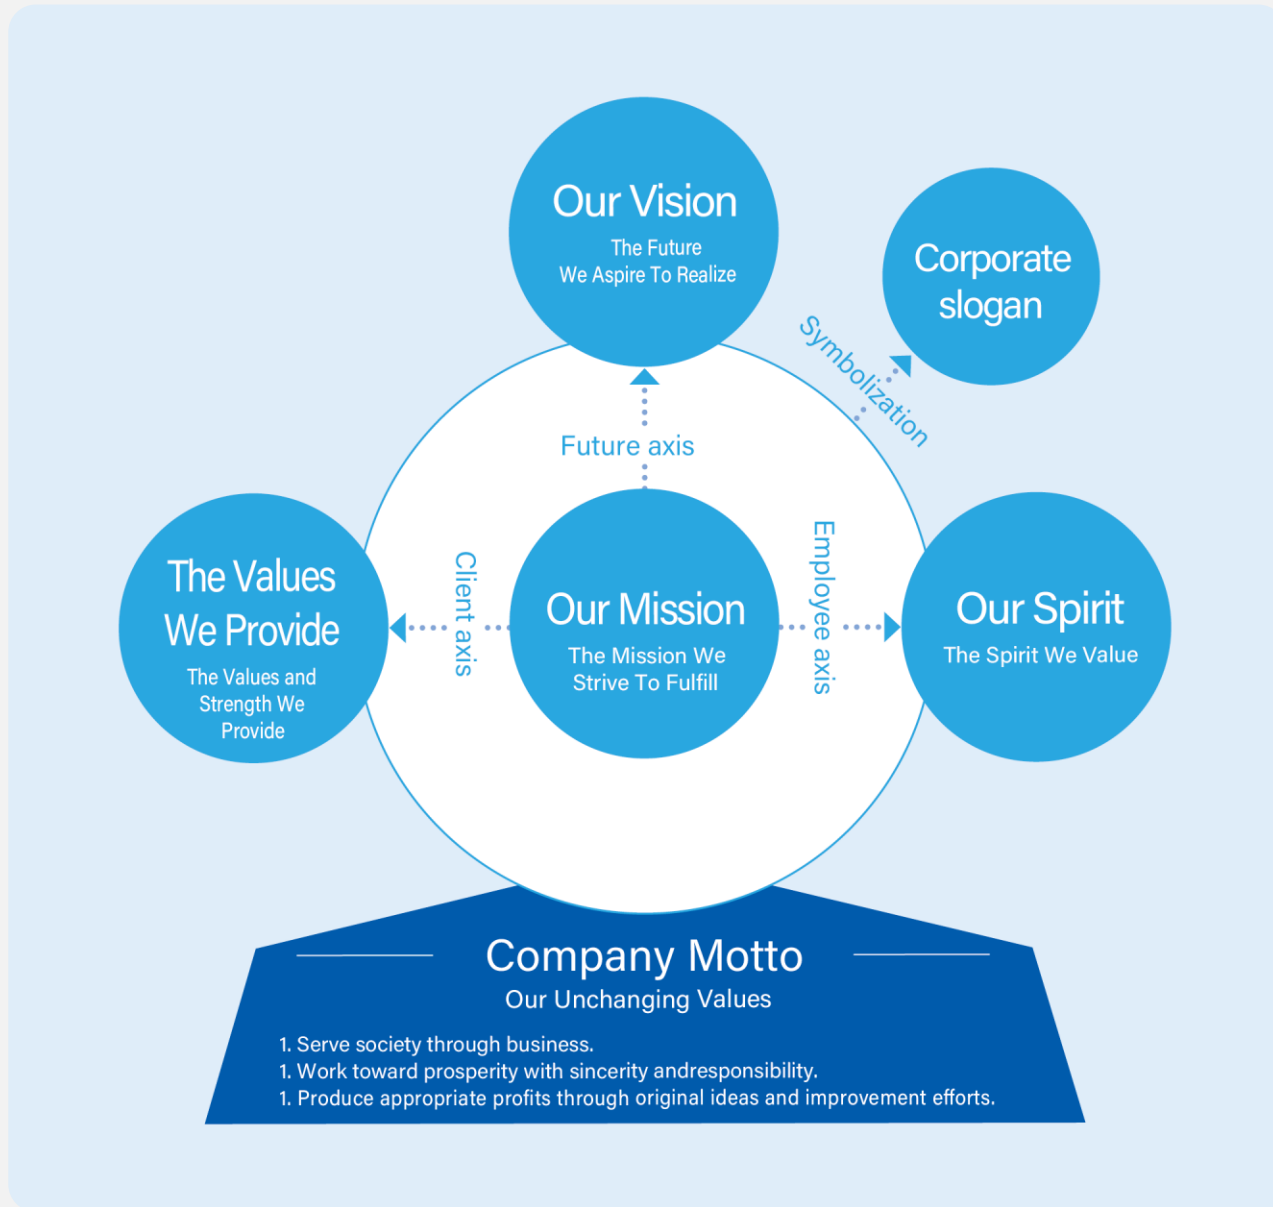 Our Vision
The Future
We Aspire To Realize
Corporate
slogan
Symbolization
Future axis
The Values
We Provide
The Values and
Strength We
Provide
Client axis
Our Mission
The Mission We
Strive To Fulfill
Employee axis
Our Spirit
The Spirit We Value
Company Motto
Our Unchanging Values
1. Serve society through business.
1. Work toward prosperity with sincerity andresponsibility.
1. Produce appropriate profits through original ideas and improvement efforts.